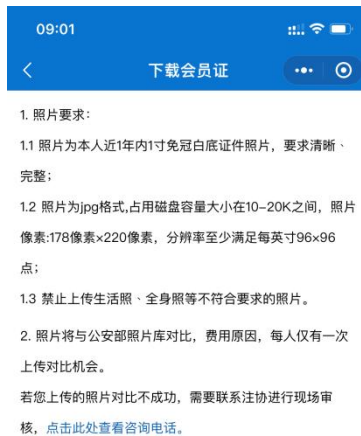 09:01
下载会员证
1. 照片要求：
1.1 照片为本人近1年内1寸免冠白底证件照片，要求清晰、
完整；
1.2 照片为jpg格式,占用磁盘容量大小在10-20K之间，照片
像素:178像素×220像素，分辨率至少满足每英寸96×96
点；
1.3 禁止上传生活照、全身照等不符合要求的照片。
2. 照片将与公安部照片库对比，费用原因，每人仅有一次
上传对比机会。
若您上传的照片对比不成功，需要联系注协进行现场审
核，点击此处查看咨询电话。